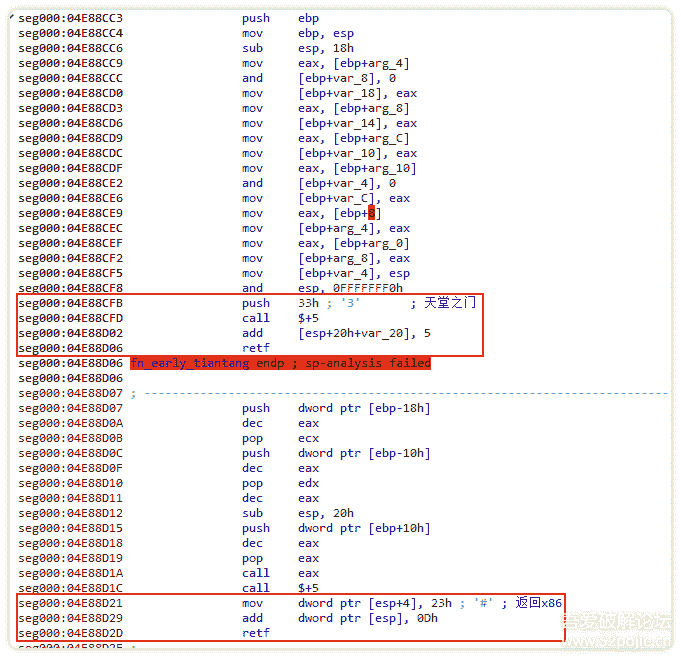 seg000:04E88CC3 push ebp
seg000:04E88CC4 mov ebp, esp
seg000:04E88CC6 sub esp, 18h
seg000:04E88CC9 mov eax, [ebp+arg_4]
seg000:04E88CCC and [ebp+var_8], 0
seg000:04E88CD0 mov [ebp+var_18], eax
seg000:04E88CD3 mov eax, [ebp+arg_8]
seg000:04E88CD6 mov [ebp+var_14], eax
seg000:04E88CD9 mov eax, [ebp+arg_C]
seg000:04E88CDC mov [ebp+var_10], eax
seg000:04E88CDF mov eax, [ebp+arg_10]
seg000:04E88CE2 and [ebp+var_4], 0
seg000:04E88CE6 mov [ebp+var_C], eax
seg000:04E88CE9 mov eax, [ebp+8]
seg000:04E88CEC mov [ebp+arg_4], eax
seg000:04E88CEF mov eax, [ebp+arg_0]
seg000:04E88CF2 mov [ebp+arg_8], eax
seg000:04E88CF5 mov [ebp+var_4], esp
seg000:04E88CF8 and esp, 0FFFFFFF0h
seg000:04E88CFB push 33h ; '3' ; 天堂之门
seg000:04E88CFD call $+5
seg000:04E88D02 add [esp+20h+var_20], 5
seg000:04E88D06 retf
seg000:04E88D06 fn_early_tiantang endp ; sp-analysis failed
seg000:04E88D06
seg000:04E88D07 ; ---------------------------------------------------------------------------
seg000:04E88D07 push dword ptr [ebp-18h]
seg000:04E88D0A dec eax
seg000:04E88D0B pop ecx
seg000:04E88D0C push dword ptr [ebp-10h]
seg000:04E88D0F dec eax
seg000:04E88D10 pop edx
seg000:04E88D11 dec eax
seg000:04E88D12 sub esp, 20h
seg000:04E88D15 push dword ptr [ebp+10h]
seg000:04E88D18 dec eax
seg000:04E88D19 pop eax
seg000:04E88D1A call eax
seg000:04E88D1C call $+5
seg000:04E88D21 mov dword ptr [esp+4], 23h ; '#' ; 返回x86
seg000:04E88D29 add dword ptr [esp], 0Dh
seg000:04E88D2D retf
吾爱破解论坛
www.52pojie.cn